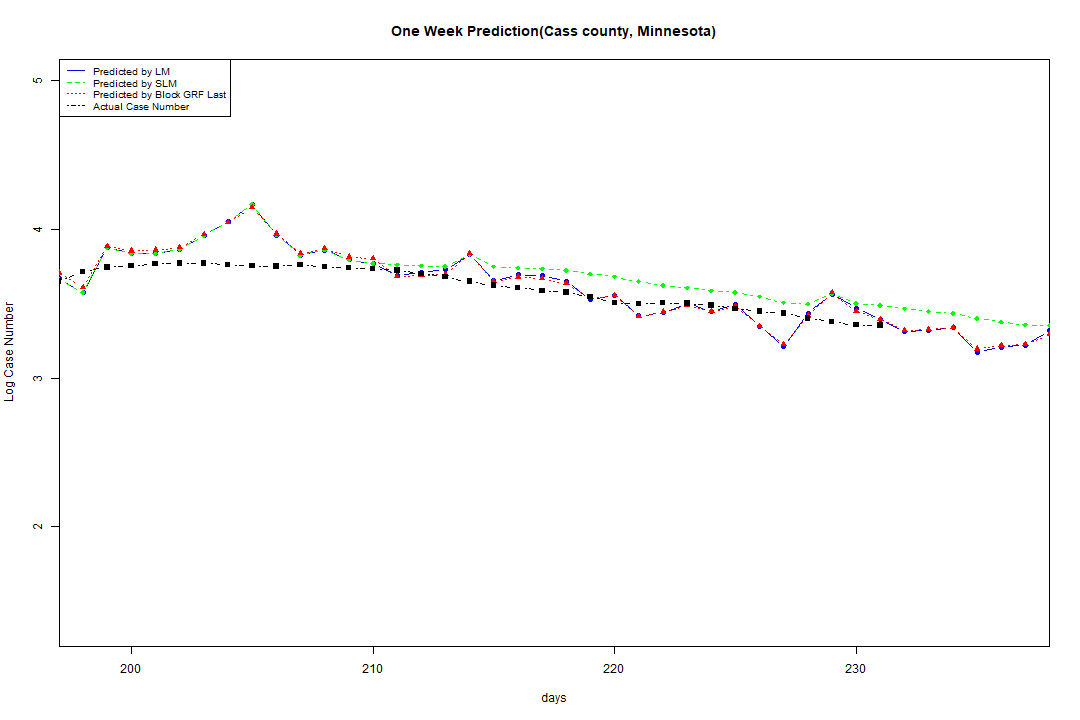 One Week Prediction(Cass county, Minnesota)
Predicted by LM
Predicted by SLM
Predicted by Block GRF Last
Actual Case Number
5
4
3
2
Log Case Number
200 210 220 230
days